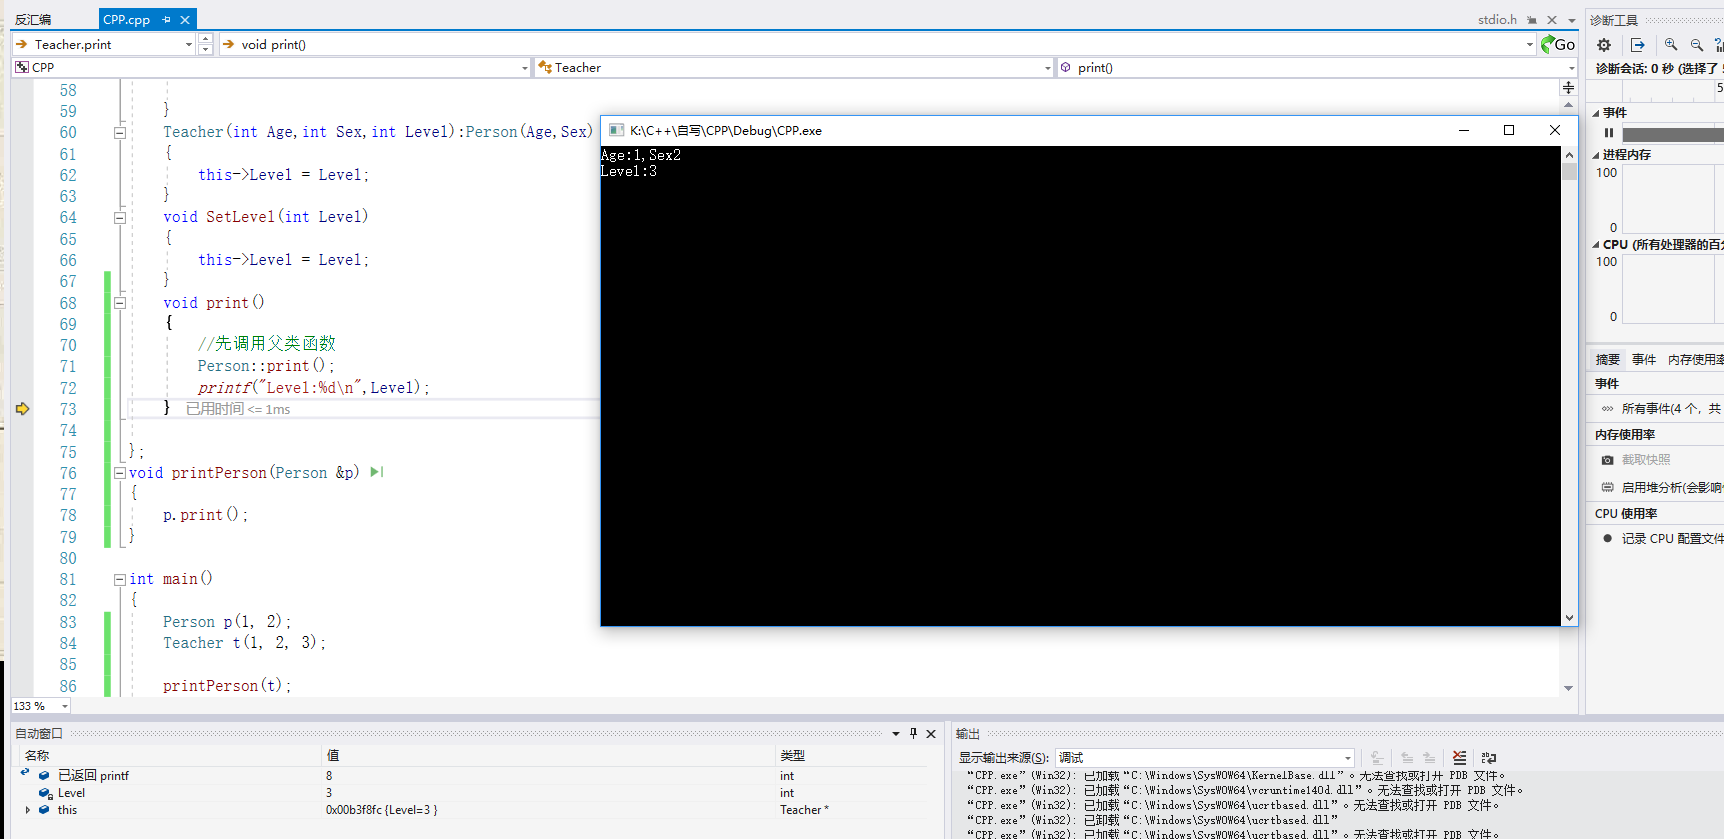 反汇编
CPP.cpp
stdio.h
诊断工具
Teacher.print
void print()
Go
CPP
Teacher
print()
诊断会话: 0 秒 (选择了
58
59 }
60 Teacher(int Age,int Sex,int Level):Person(Age,Sex)
61 {
62 this->Level = Level;
63 }
64 void SetLevel(int Level)
65 {
66 this->Level = Level;
67 }
68 void print()
69 {
70 //先调用父类函数
71 Person::print();
72 printf("Level:%d\n",Level);
73 } 已用时间 <= 1ms
74
75 };
76 void printPerson(Person &p)
77 {
78 p.print();
79 }
80
81 int main()
82 {
83 Person p(1, 2);
84 Teacher t(1, 2, 3);
85
86 printPerson(t);
K:\C++\自写\CPP\Debug\CPP.exe
Age:1,Sex2
Level:3
事件
进程内存
100
0
CPU (所有处理器的百分
100
0
摘要 事件 内存使用率
事件
所有事件(4 个，共
内存使用率
截取快照
启用堆分析(会影响
CPU 使用率
记录 CPU 配置文件
133 %
自动窗口
名称 值 类型
已返回 printf 8 int
Level 3 int
this 0x00b3f8fc {Level=3 } Teacher *
输出
显示输出来源(S): 调试
“CPP.exe”(Win32): 已加载“C:\Windows\SysWOW64\KernelBase.dll”。无法查找或打开 PDB 文件。
“CPP.exe”(Win32): 已加载“C:\Windows\SysWOW64\vcruntime140d.dll”。无法查找或打开 PDB 文件。
“CPP.exe”(Win32): 已加载“C:\Windows\SysWOW64\ucrtbased.dll”。无法查找或打开 PDB 文件。
“CPP.exe”(Win32): 已卸载“C:\Windows\SysWOW64\ucrtbased.dll”
“CPP.exe”(Win32): 已加载“C:\Windows\SysWOW64\ucrtbased.dll”。无法查找或打开 PDB 文件。